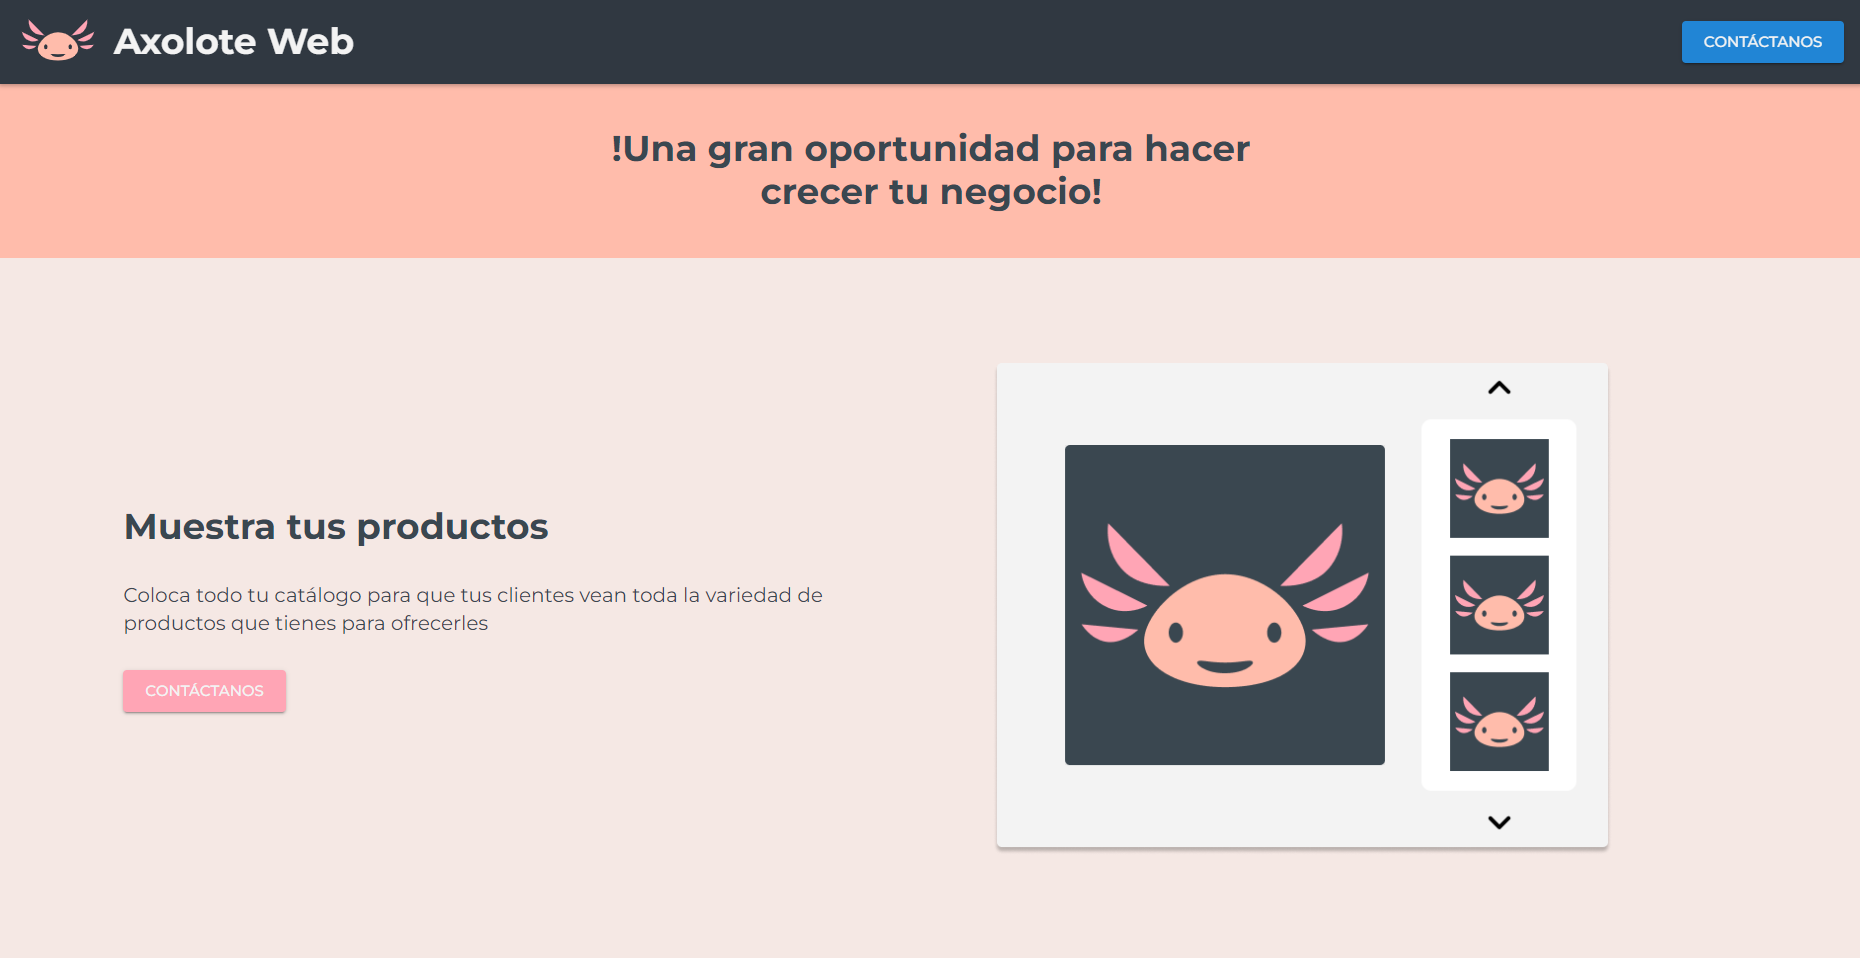 Axolote Web
CONTÁCTANOS
!Una gran oportunidad para hacer
crecer tu negocio!
Muestra tus productos
Coloca todo tu catálogo para que tus clientes vean toda la variedad de
productos que tienes para ofrecerles
CONTÁCTANOS